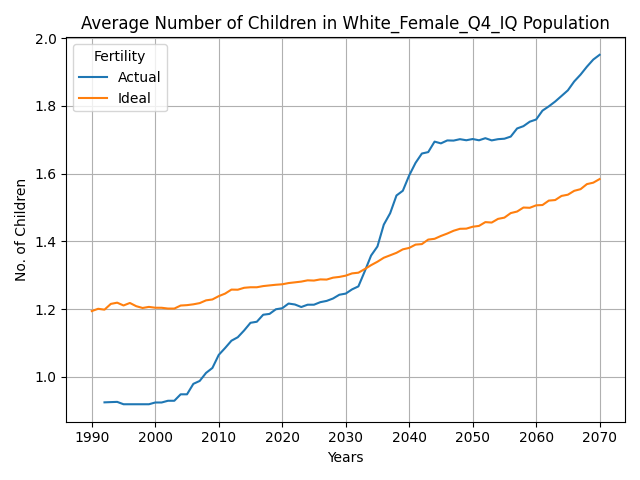 Average Number of Children in White_Female_Q4_IQ Population
Fertility
Actual
Ideal
No. of Children
2.0
1.8
1.6
1.4
1.2
1.0
1990 2000 2010 2020 2030 2040 2050 2060 2070
Years